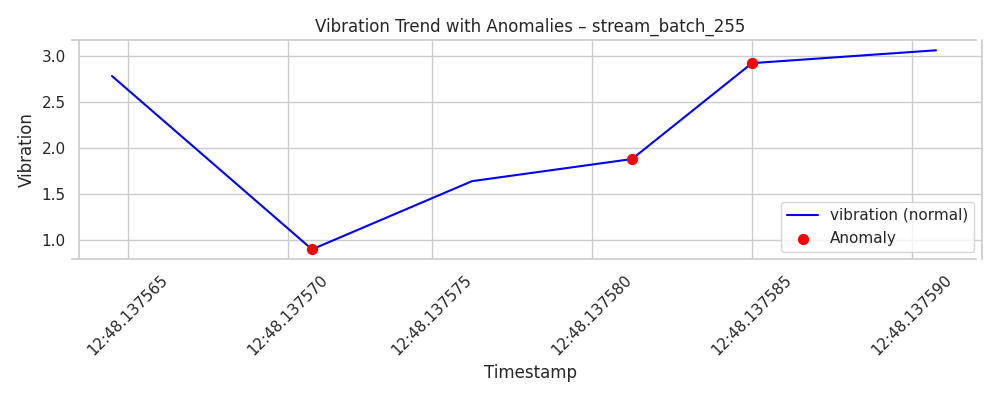 Vibration Trend with Anomalies – stream_batch_255
Vibration
3.0
2.5
2.0
1.5
1.0
vibration (normal)
Anomaly
12:48.137565
12:48.137570
12:48.137575
12:48.137580
12:48.137585
12:48.137590
Timestamp